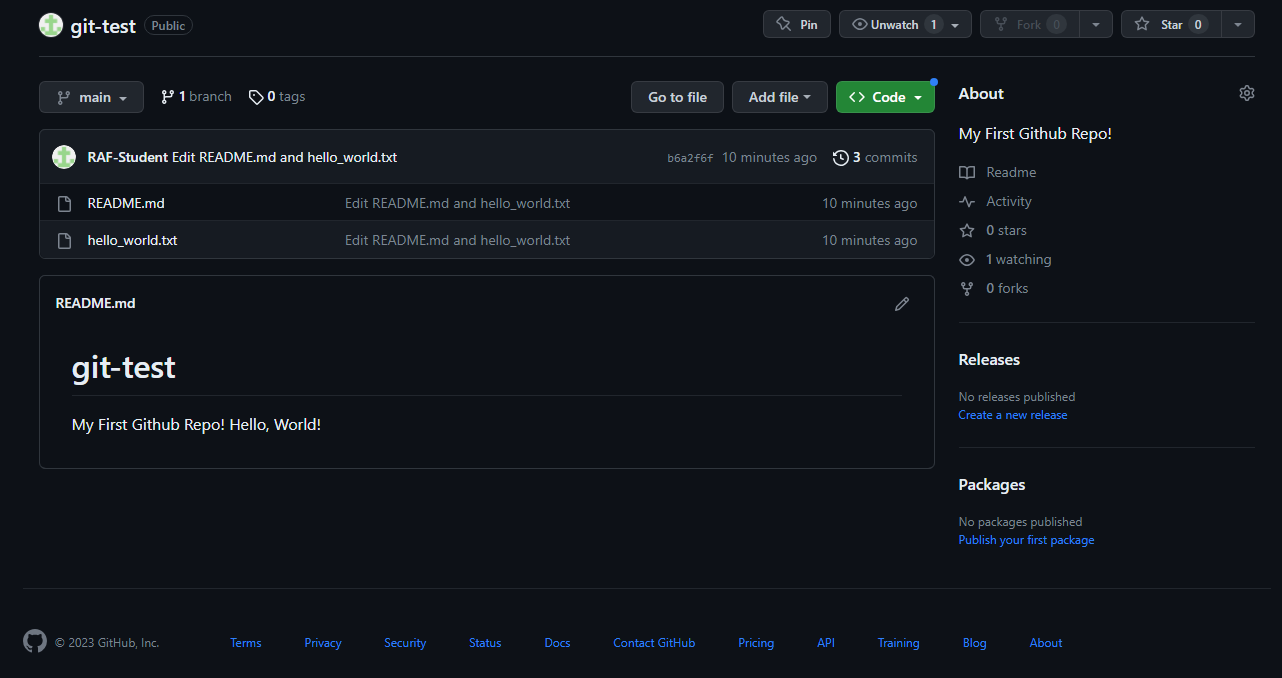 git-test Public Pin Unwatch 1 Fork 0 Star 0
main 1 branch 0 tags Go to file Add file Code
RAF-Student Edit README.md and hello_world.txt b6a2f6f 10 minutes ago 3 commits
README.md Edit README.md and hello_world.txt 10 minutes ago
hello_world.txt Edit README.md and hello_world.txt 10 minutes ago
README.md
git-test
My First Github Repo! Hello, World!
About
My First Github Repo!
Readme
Activity
0 stars
1 watching
0 forks
Releases
No releases published
Create a new release
Packages
No packages published
Publish your first package
© 2023 GitHub, Inc. Terms Privacy Security Status Docs Contact GitHub Pricing API Training Blog About